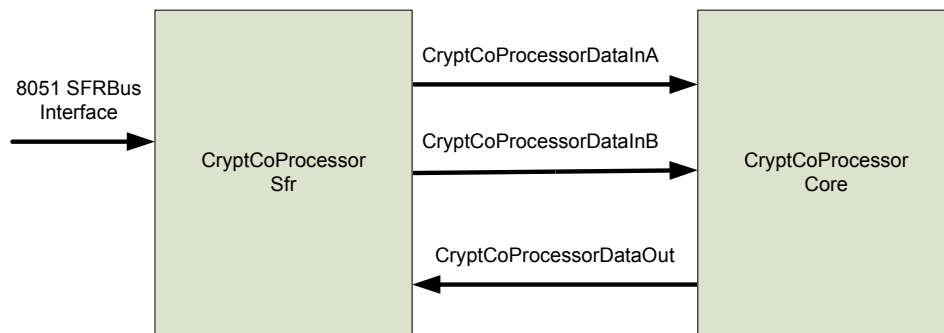 CryptCoProcessorDataInA
8051 SFRBus
Interface
CryptCoProcessorDataInB
CryptCoProcessor
Sfr
CryptCoProcessor
Core
CryptCoProcessorDataOut